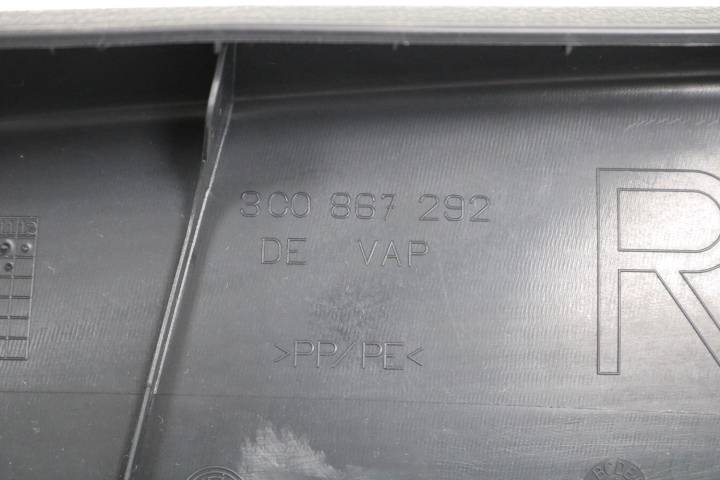 3C0 867 292
DE VAP
>PP/PE<
R